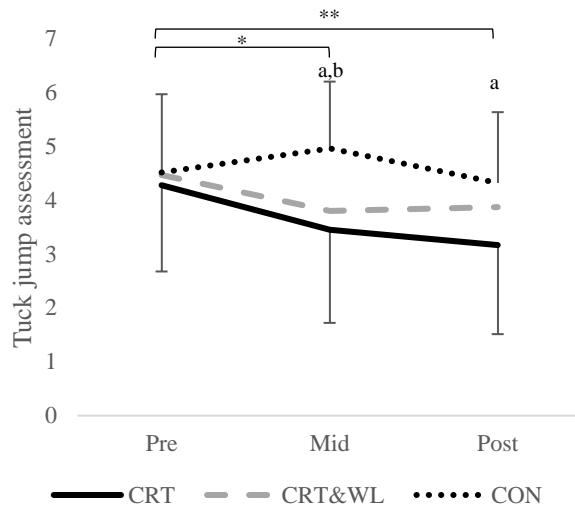 **
7
*
a,b
a
6
5
4
3
2
1
0
Tuck jump assessment
Pre Mid Post
CRT CRT&WL CON